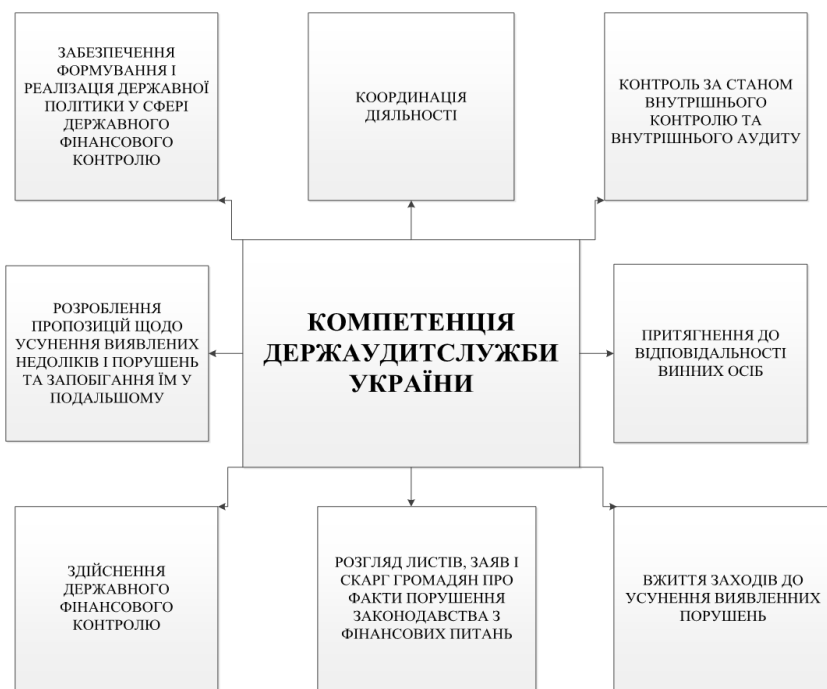 ЗАБЕЗПЕЧЕННЯ
ФОРМУВАННЯ І
РЕАЛІЗАЦІЯ ДЕРЖАВНОЇ
ПОЛІТИКИ У СФЕРІ
ДЕРЖАВНОГО
ФІНАНСОВОГО
КОНТРОЛЮ
КООРДИНАЦІЯ
ДІЯЛЬНОСТІ
КОНТРОЛЬ ЗА СТАНОМ
ВНУТРІШНЬОГО
КОНТРОЛЮ ТА
ВНУТРІШНЬОГО АУДИТУ
РОЗРОБЛЕННЯ
ПРОПОЗИЦІЙ ЩОДО
УСУНЕННЯ ВИЯВЛЕНИХ
НЕДОЛІКІВ І ПОРУШЕНЬ
ТА ЗАПОБІГАННЯ ЇМ У
ПОДАЛЬШОМУ
КОМПЕТЕНЦІЯ
ДЕРЖАУДИТСЛУЖБИ
УКРАЇНИ
ПРИТЯГНЕННЯ ДО
ВІДПОВІДАЛЬНОСТІ
ВИННИХ ОСІБ
ЗДІЙСНЕННЯ
ДЕРЖАВНОГО
ФІНАНСОВОГО
КОНТРОЛЮ
РОЗГЛЯД ЛИСТІВ, ЗАЯВ І
СКАРГ ГРОМАДЯН ПРО
ФАКТИ ПОРУШЕННЯ
ЗАКОНОДАВСТВА З
ФІНАНСОВИХ ПИТАНЬ
ВЖИТТЯ ЗАХОДІВ ДО
УСУНЕННЯ ВИЯВЛЕННИХ
ПОРУШЕНЬ